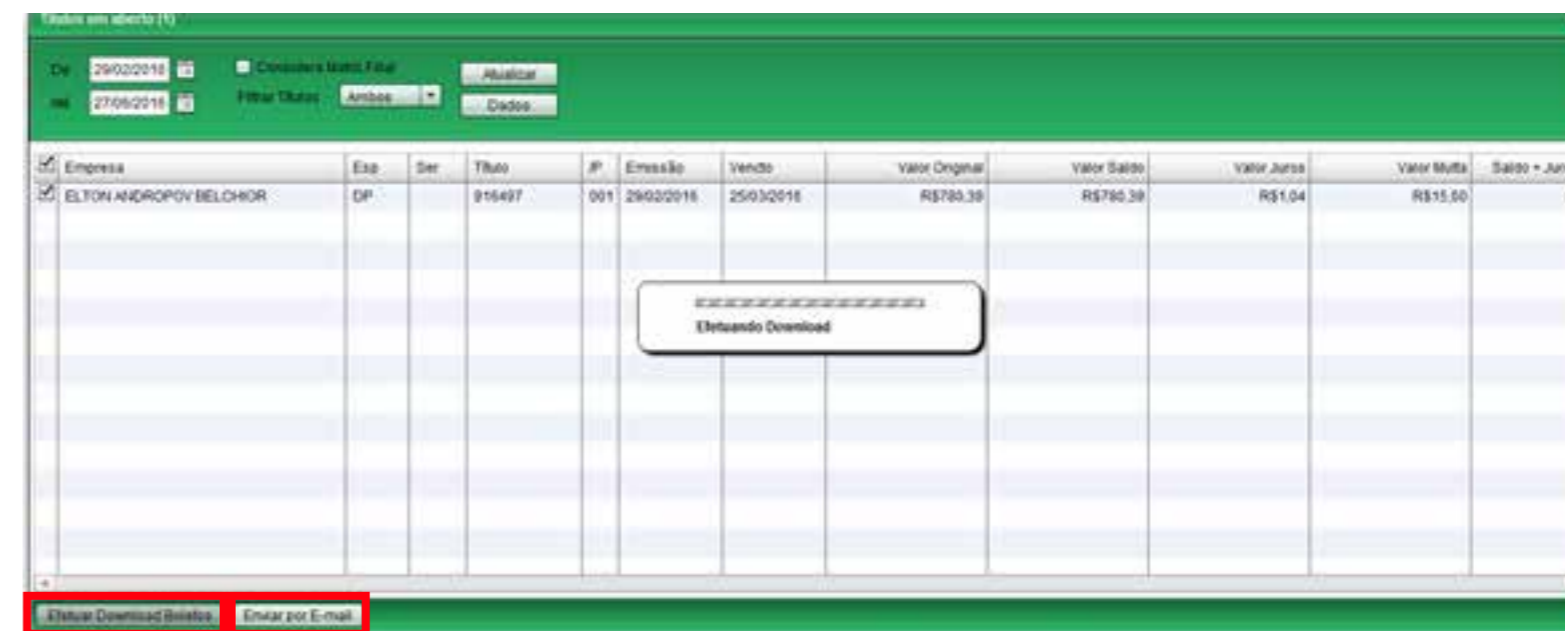 Títulos em aberto (1)
De 29/02/2016 Considera Matriz Filial Atualizar
Até 27/06/2016 Filtrar Títulos Ambos Dados
Empresa Esp Ser Título /P Emissão Vencto Valor Original Valor Saldo Valor Juros Valor Multa Saldo + Jur
ELTON ANDROPOV BELCHIOR DP 916497 001 29/02/2016 25/03/2016 R$780,39 R$780,39 R$1,04 R$15,60
Efetuando Download
Efetuar Download Boletos Enviar por E-mail